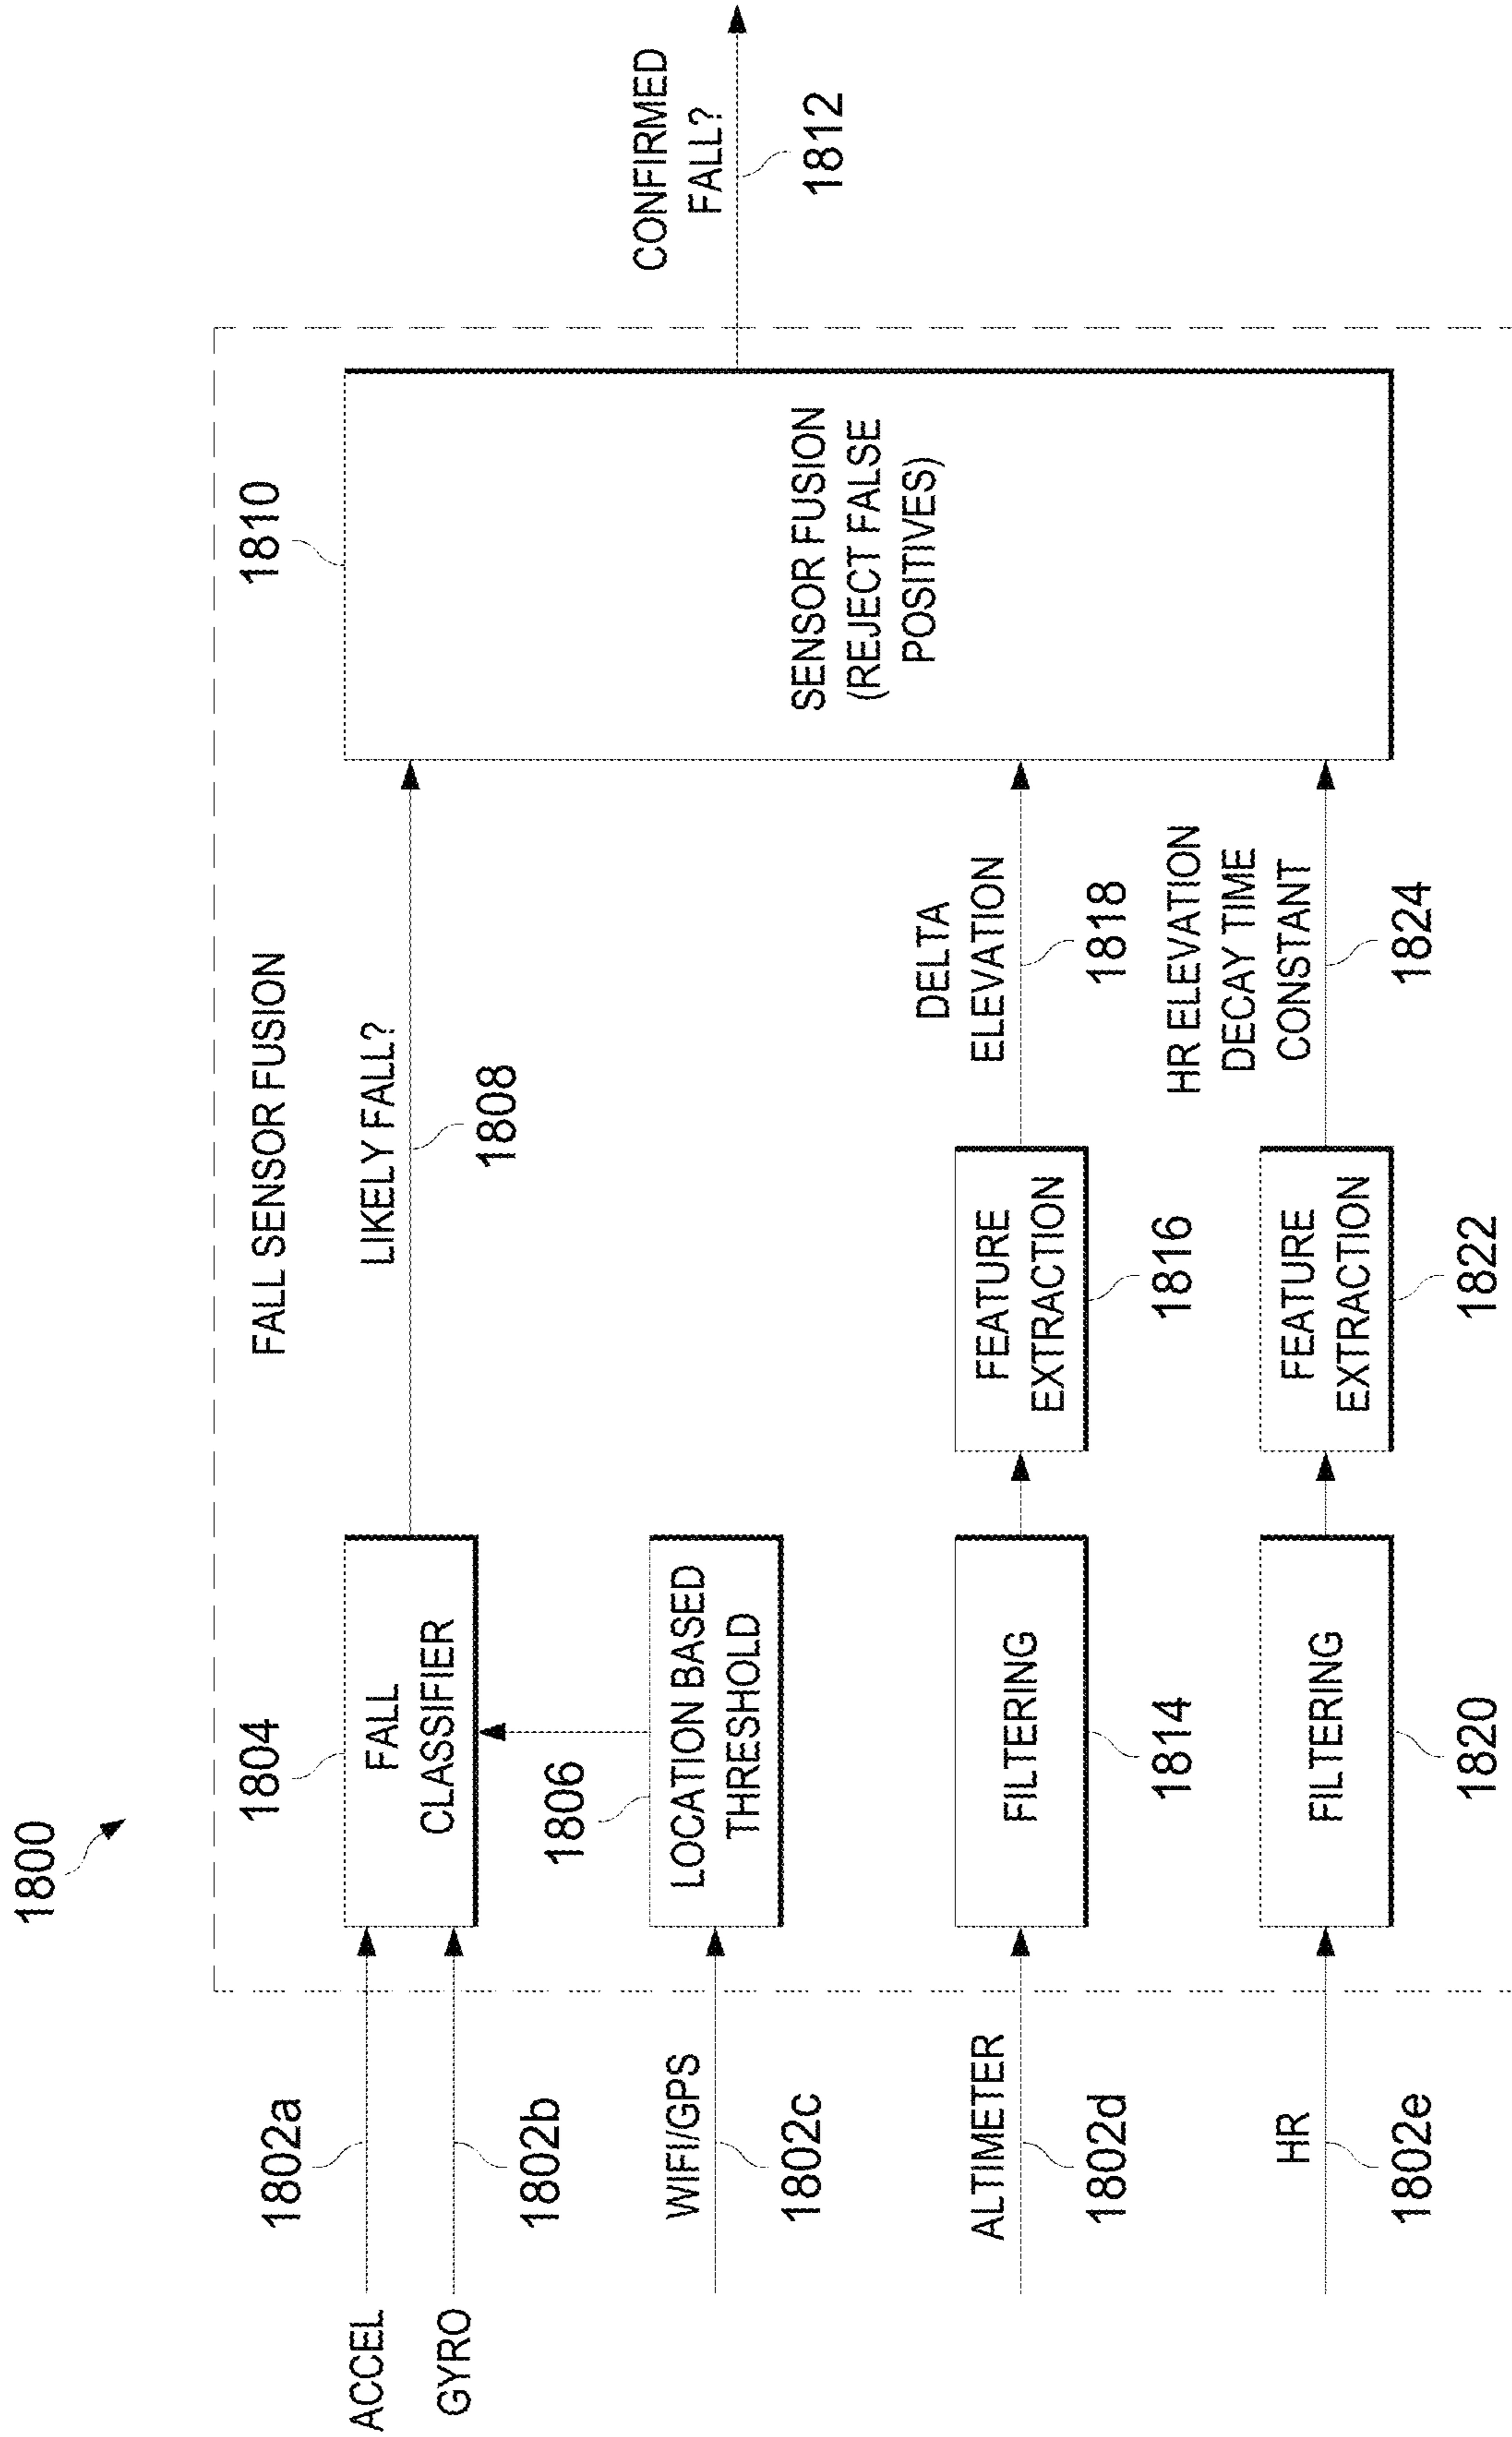 1800
FALL SENSOR FUSION
ACCEL
1802a
GYRO
1802b
1804
FALL
CLASSIFIER
LIKELY FALL?
1808
1810
SENSOR FUSION
(REJECT FALSE
POSITIVES)
CONFIRMED
FALL?
1812
WIFI/GPS
1802c
1806
LOCATION BASED
THRESHOLD
ALTIMETER
1802d
FILTERING
1814
FEATURE
EXTRACTION
1816
DELTA
ELEVATION
1818
HR
1802e
FILTERING
1820
FEATURE
EXTRACTION
1822
HR ELEVATION
DECAY TIME
CONSTANT
1824